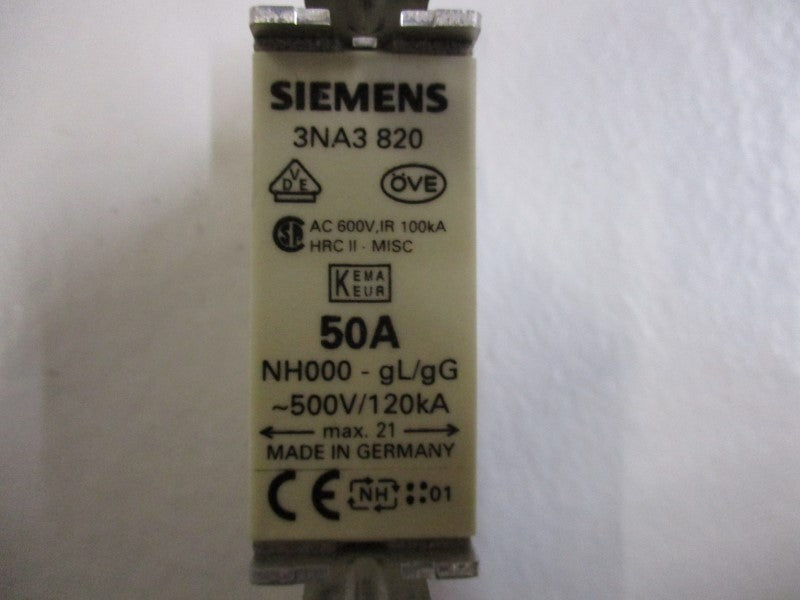 SIEMENS
3NA3 820
VDE ÖVE
AC 600V, IR 100kA
HRC II - MISC
KEMA
KEUR
50A
NH000 - gL/gG
~500V/120kA
max. 21
MADE IN GERMANY
CE NH 01